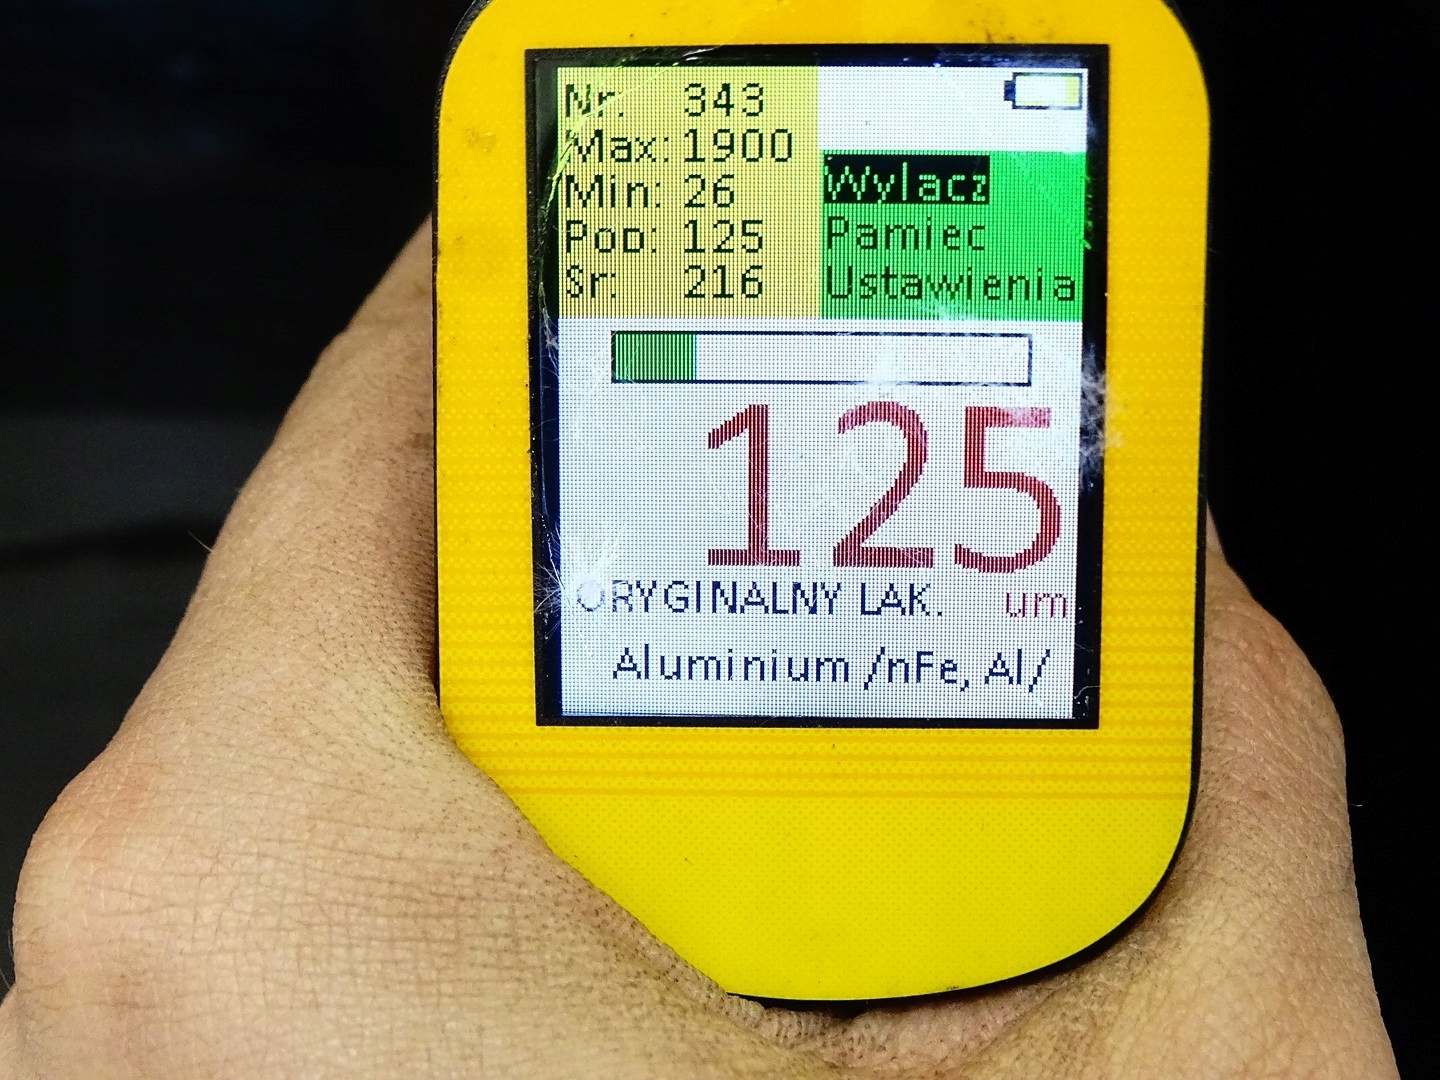 Nr: 343
Max: 1900
Min: 26
Pop: 125
Sr: 216
Wylacz
Pamiec
Ustawienia
125
ORYGINALNY LAK. um
Aluminium /nFe, Al/